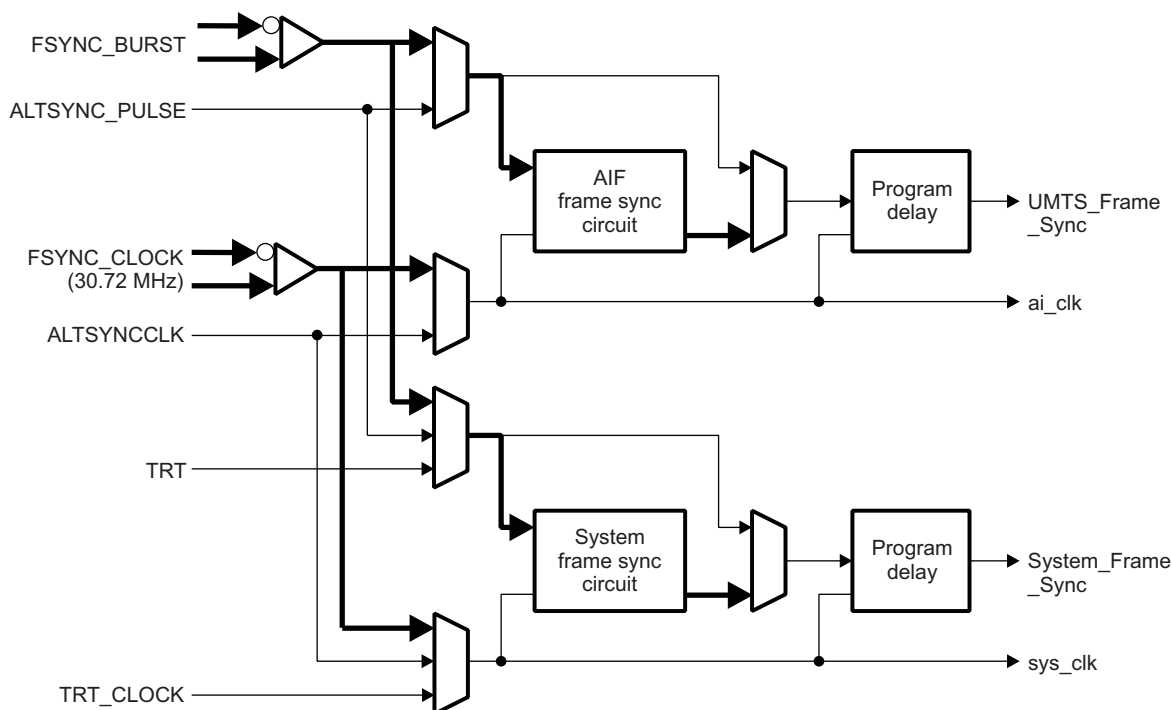 FSYNC_BURST
ALTSYNC_PULSE
AIF
frame sync
circuit
Program
delay
UMTS_Frame
_Sync
FSYNC_CLOCK
(30.72 MHz)
ai_clk
ALTSYNCCLK
TRT
System
frame sync
circuit
Program
delay
System_Frame
_Sync
sys_clk
TRT_CLOCK